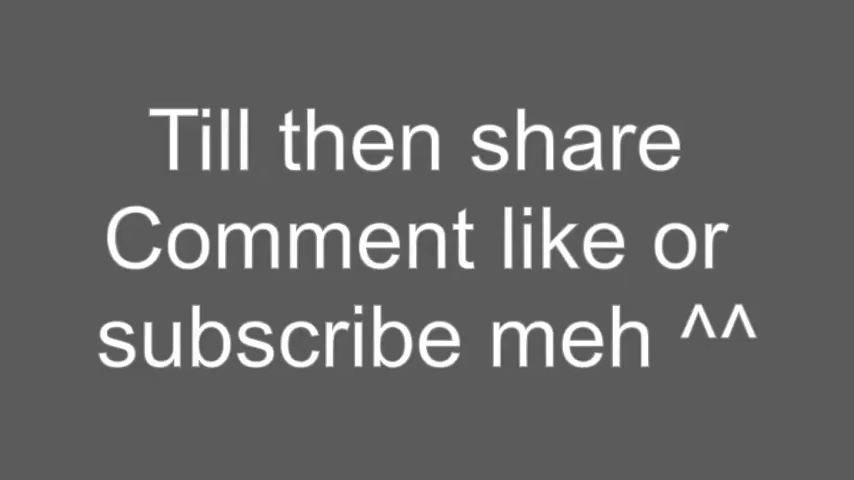 Till then share
Comment like or
subscribe meh ^^